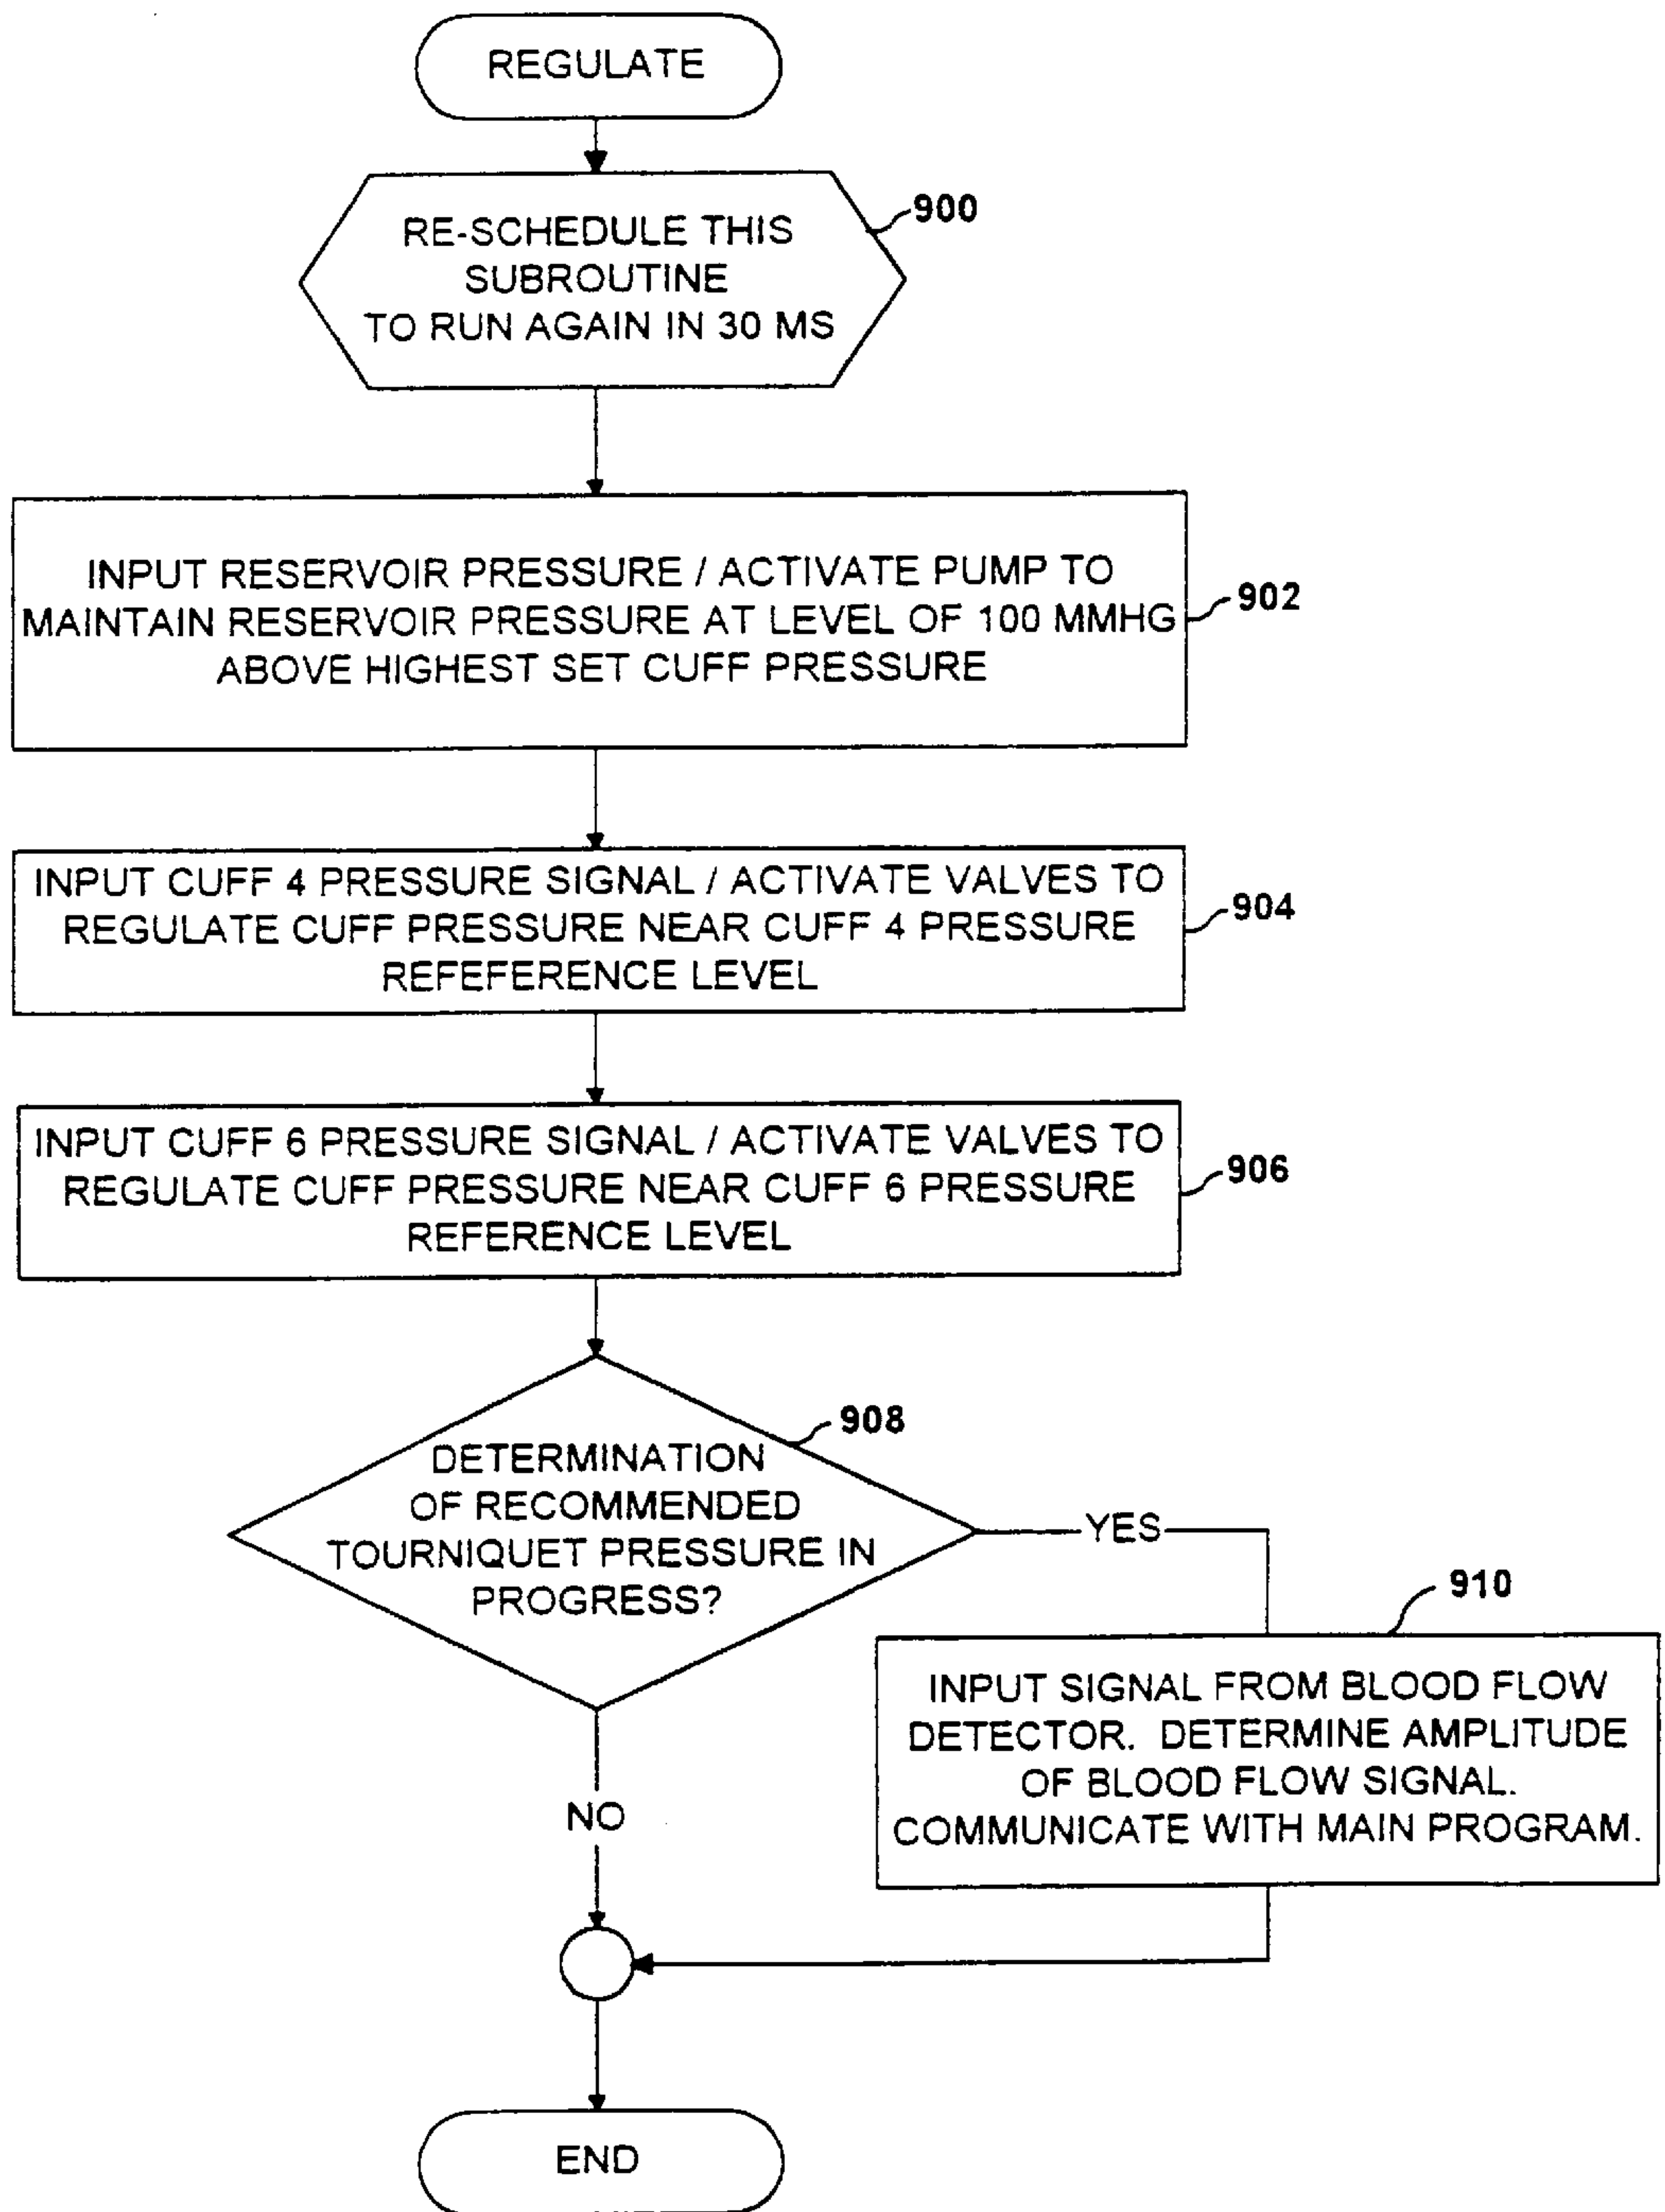 REGULATE
RE-SCHEDULE THIS
SUBROUTINE
TO RUN AGAIN IN 30 MS
900
INPUT RESERVOIR PRESSURE / ACTIVATE PUMP TO
MAINTAIN RESERVOIR PRESSURE AT LEVEL OF 100 MMHG
ABOVE HIGHEST SET CUFF PRESSURE
902
INPUT CUFF 4 PRESSURE SIGNAL / ACTIVATE VALVES TO
REGULATE CUFF PRESSURE NEAR CUFF 4 PRESSURE
REFEFERENCE LEVEL
904
INPUT CUFF 6 PRESSURE SIGNAL / ACTIVATE VALVES TO
REGULATE CUFF PRESSURE NEAR CUFF 6 PRESSURE
REFERENCE LEVEL
906
908
DETERMINATION
OF RECOMMENDED
TOURNIQUET PRESSURE IN
PROGRESS?
YES
910
INPUT SIGNAL FROM BLOOD FLOW
DETECTOR. DETERMINE AMPLITUDE
OF BLOOD FLOW SIGNAL.
COMMUNICATE WITH MAIN PROGRAM.
NO
END